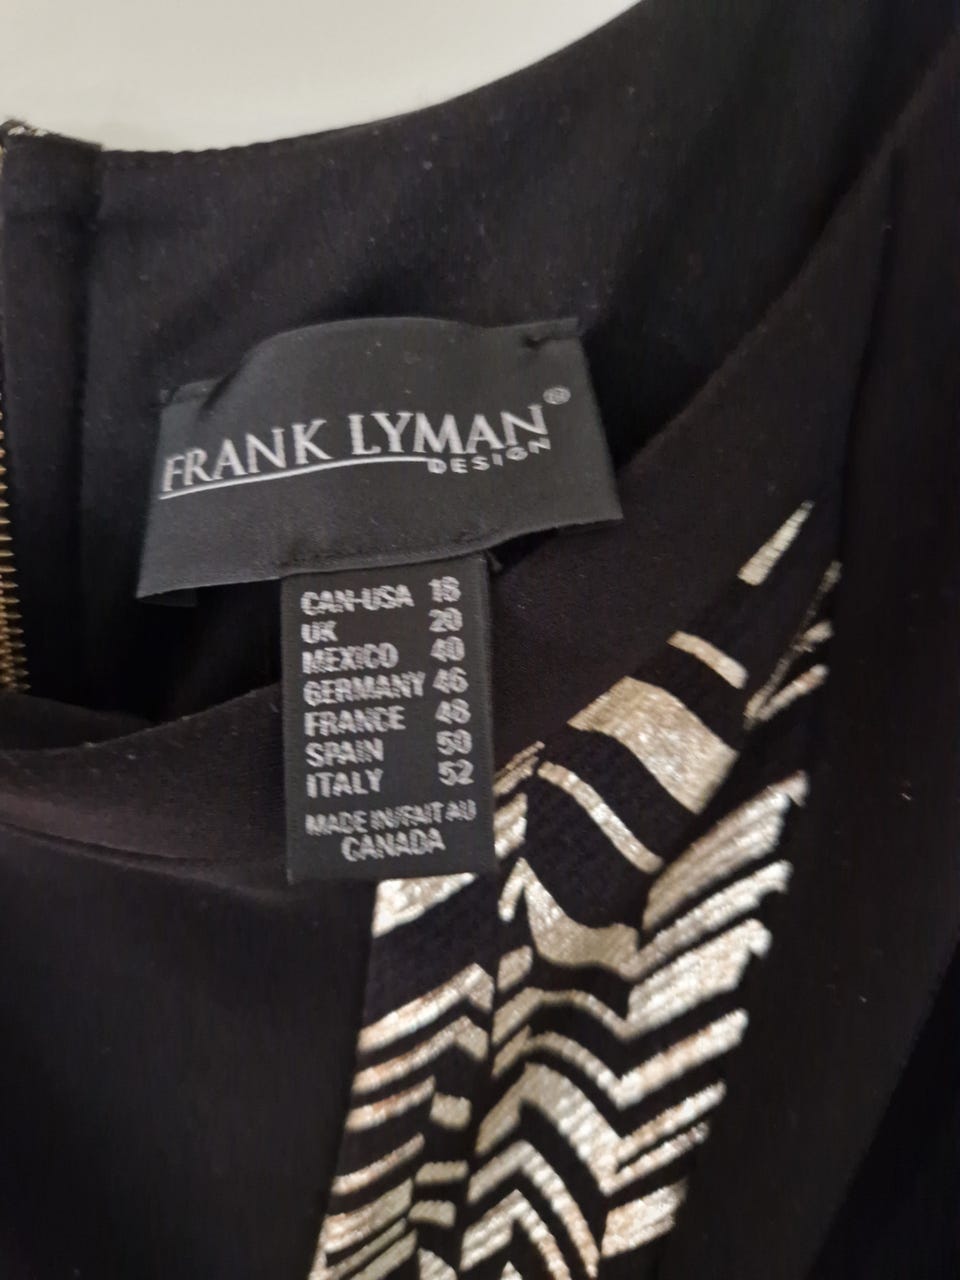 FRANK LYMAN®
DESIGN
CAN-USA 18
UK 20
MEXICO 40
GERMANY 46
FRANCE 48
SPAIN 50
ITALY 52
MADE IN/FAIT AU
CANADA